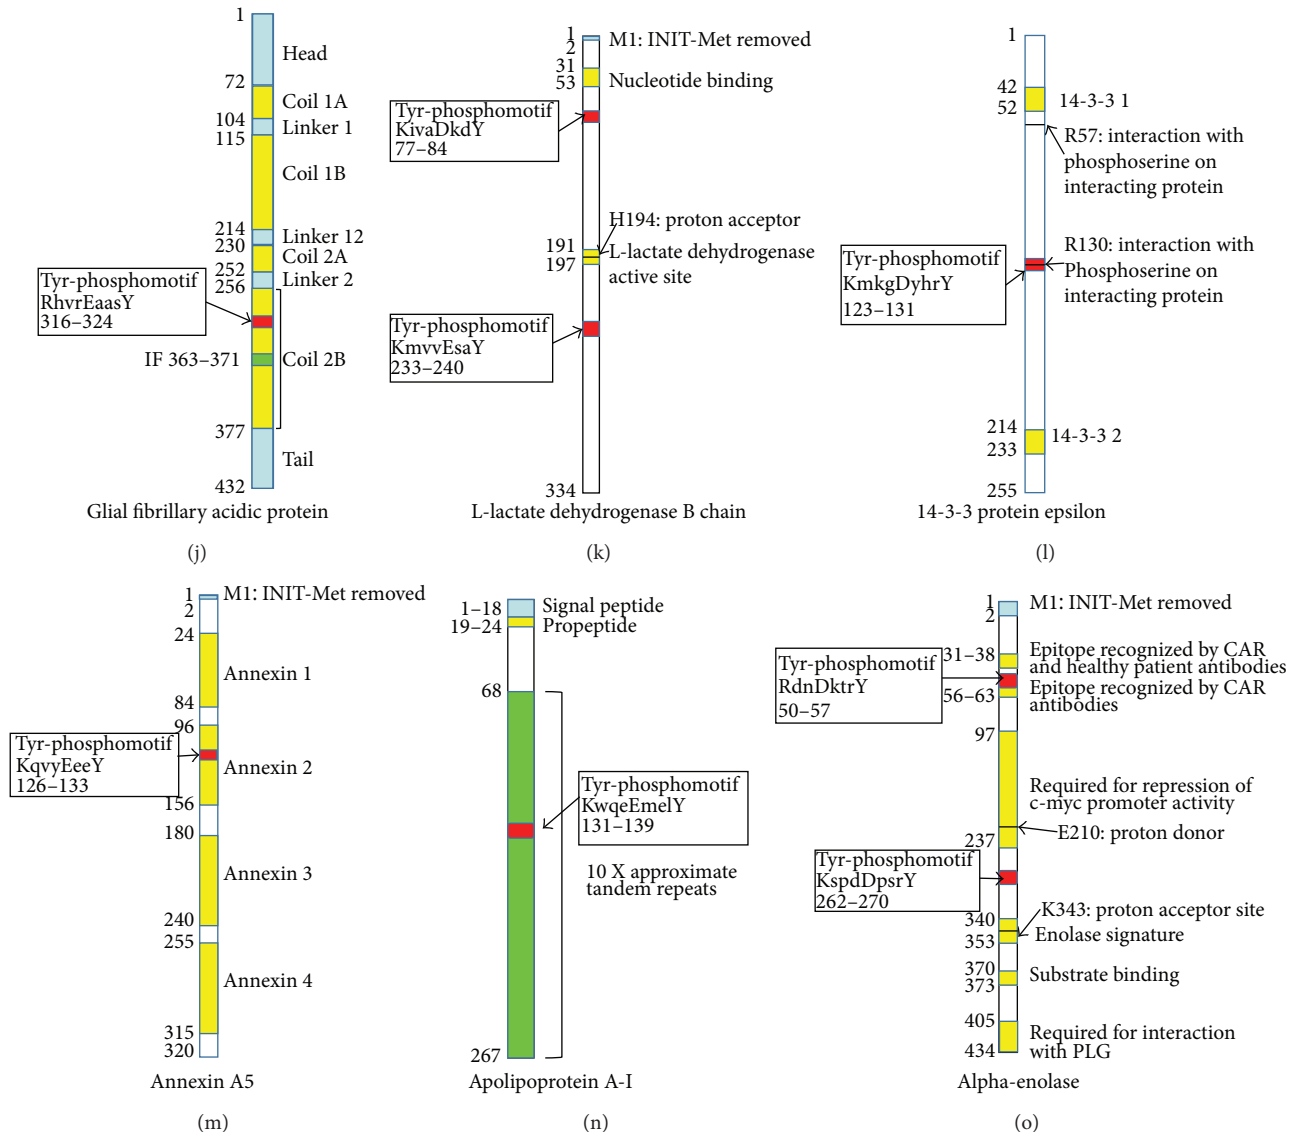 1
Head
72
Coil 1A
104
Linker 1
115
Coil 1B
214
Linker 12
230
Coil 2A
252
Linker 2
256
Tyr-phosphomotif
RhvrEaasY
316–324
IF 363–371
Coil 2B
377
Tail
432
Glial fibrillary acidic protein
(j)
1
M1: INIT-Met removed
2
31
53
Nucleotide binding
Tyr-phosphomotif
KivaDkdY
77–84
H194: proton acceptor
191
L-lactate dehydrogenase
197
active site
Tyr-phosphomotif
KmvvEsaY
233–240
334
L-lactate dehydrogenase B chain
(k)
1
42
14-3-3 1
52
R57: interaction with
phosphoserine on
interacting protein
R130: interaction with
Phosphoserine on
interacting protein
Tyr-phosphomotif
KmkgDyhrY
123–131
214
14-3-3 2
233
255
14-3-3 protein epsilon
(l)
1
M1: INIT-Met removed
2
24
Annexin 1
84
96
Tyr-phosphomotif
KqvyEeeY
126–133
Annexin 2
156
180
Annexin 3
240
255
Annexin 4
315
320
Annexin A5
(m)
1–18
Signal peptide
19–24
Propeptide
68
Tyr-phosphomotif
KwqeEmelY
131–139
10 X approximate
tandem repeats
267
Apolipoprotein A-I
(n)
1
M1: INIT-Met removed
2
31–38
Epitope recognized by CAR
and healthy patient antibodies
Tyr-phosphomotif
RdnDktrY
50–57
56–63
Epitope recognized by CAR
antibodies
97
Required for repression of
c-myc promoter activity
E210: proton donor
237
Tyr-phosphomotif
KspdDpsrY
262–270
K343: proton acceptor site
340
Enolase signature
353
370
Substrate binding
373
405
Required for interaction
with PLG
434
Alpha-enolase
(o)